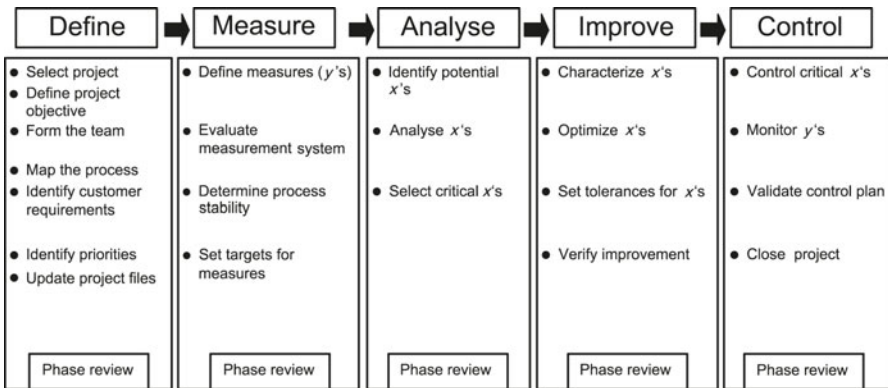 Define
Measure
Analyse
Improve
Control
● Select project
● Define project
objective
● Form the team
● Map the process
● Identify customer
requirements
● Identify priorities
● Update project files
Phase review
● Define measures (y's)
● Evaluate
measurement system
● Determine process
stability
● Set targets for
measures
Phase review
● Identify potential
x's
● Analyse x's
● Select critical x's
Phase review
● Characterize x's
● Optimize x's
● Set tolerances for x's
● Verify improvement
Phase review
● Control critical x's
● Monitor y's
● Validate control plan
● Close project
Phase review